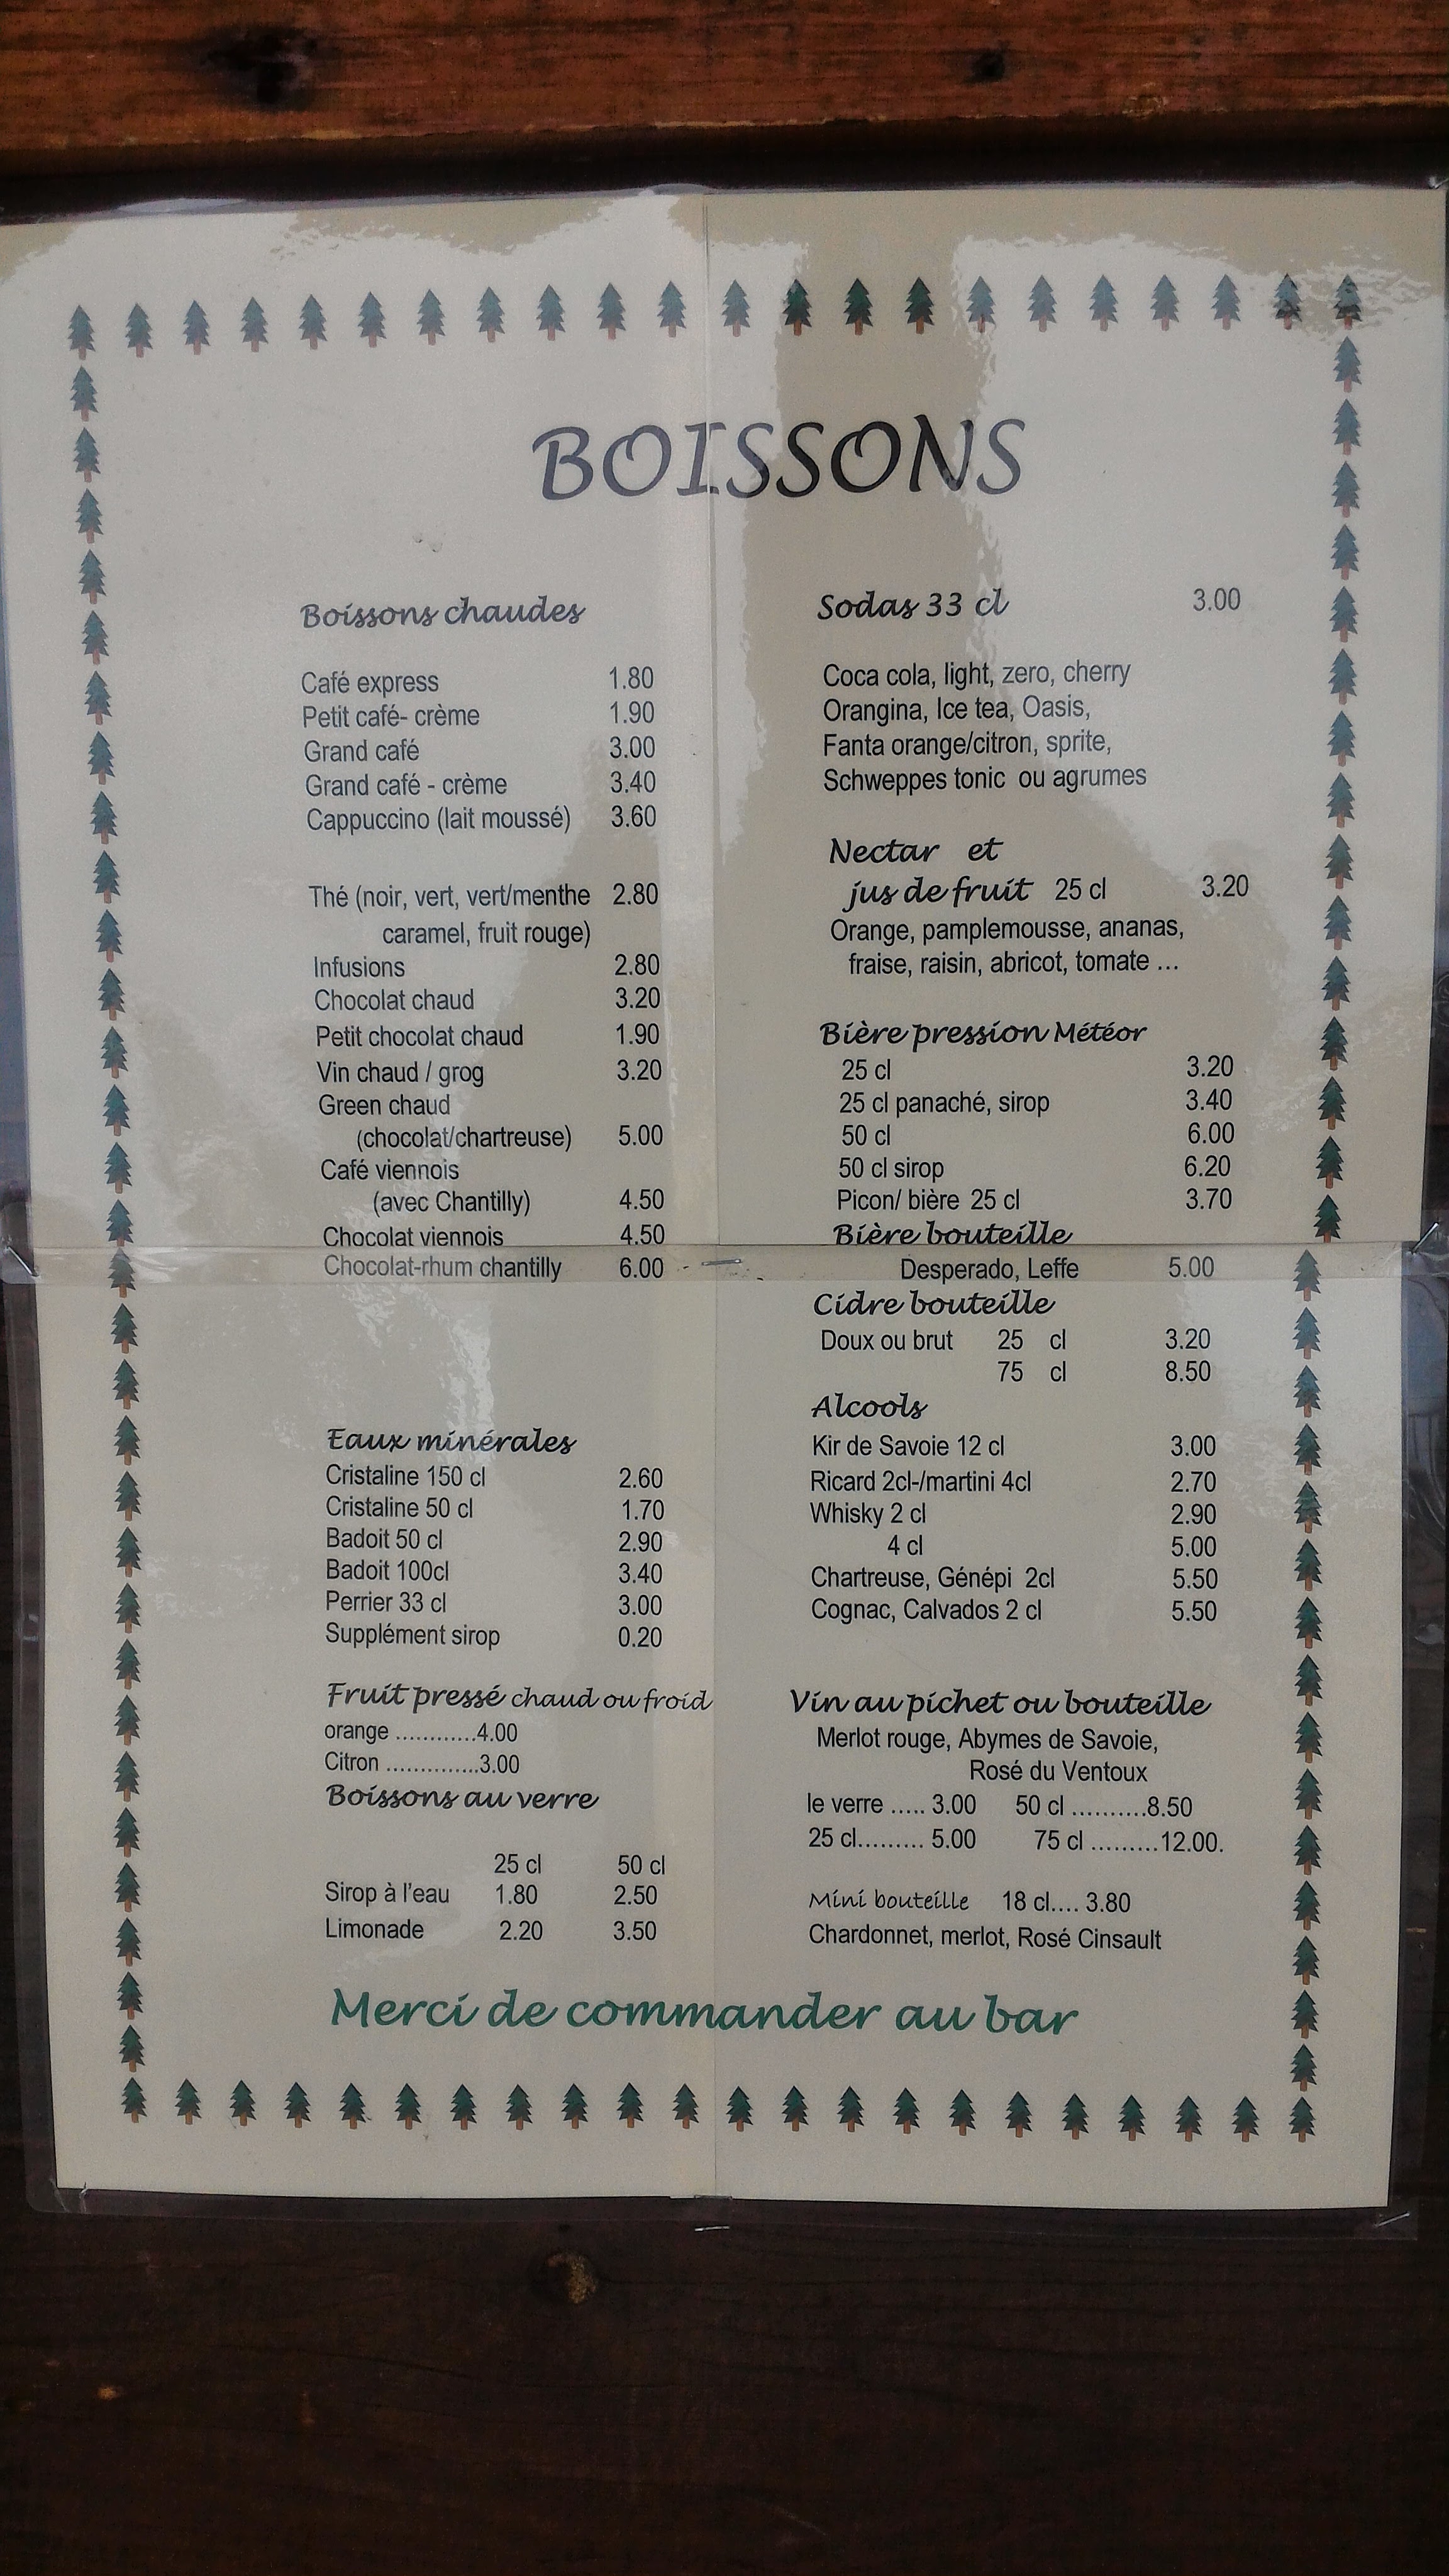 BOISSONS
Boissons chaudes
Café express 1.80
Petit café- crème 1.90
Grand café 3.00
Grand café - crème 3.40
Cappuccino (lait moussé) 3.60
Thé (noir, vert, vert/menthe 2.80
caramel, fruit rouge)
Infusions 2.80
Chocolat chaud 3.20
Petit chocolat chaud 1.90
Vin chaud / grog 3.20
Green chaud
(chocolat/chartreuse) 5.00
Café viennois
(avec Chantilly) 4.50
Chocolat viennois 4.50
Chocolat-rhum chantilly 6.00
Eaux minérales
Cristaline 150 cl 2.60
Cristaline 50 cl 1.70
Badoit 50 cl 2.90
Badoit 100cl 3.40
Perrier 33 cl 3.00
Supplément sirop 0.20
Fruit pressé chaud ou froid
orange ............4.00
Citron ..............3.00
Boissons au verre
25 cl 50 cl
Sirop à l'eau 1.80 2.50
Limonade 2.20 3.50
Sodas 33 cl 3.00
Coca cola, light, zero, cherry
Orangina, Ice tea, Oasis,
Fanta orange/citron, sprite,
Schweppes tonic ou agrumes
Nectar et
jus de fruit 25 cl 3.20
Orange, pamplemousse, ananas,
fraise, raisin, abricot, tomate ...
Bière pression Météor
25 cl 3.20
25 cl panaché, sirop 3.40
50 cl 6.00
50 cl sirop 6.20
Picon/ bière 25 cl 3.70
Bière bouteille
Desperado, Leffe 5.00
Cidre bouteille
Doux ou brut 25 cl 3.20
75 cl 8.50
Alcools
Kir de Savoie 12 cl 3.00
Ricard 2cl-/martini 4cl 2.70
Whisky 2 cl 2.90
4 cl 5.00
Chartreuse, Génépi 2cl 5.50
Cognac, Calvados 2 cl 5.50
Vin au pichet ou bouteille
Merlot rouge, Abymes de Savoie,
Rosé du Ventoux
le verre ..... 3.00 50 cl ..........8.50
25 cl......... 5.00 75 cl .........12.00.
Mini bouteille 18 cl.... 3.80
Chardonnet, merlot, Rosé Cinsault
Merci de commander au bar